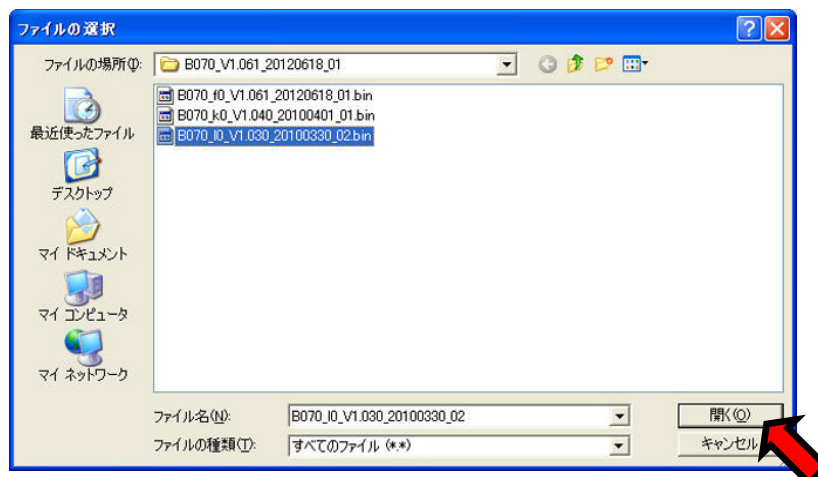 ファイルの選択
ファイルの場所(I):
B070_V1.061_20120618_01
B070_f0_V1.061_20120618_01.bin
B070_k0_V1.040_20100401_01.bin
B070_l0_V1.030_20100330_02.bin
最近使ったファイル
デスクトップ
マイ ドキュメント
マイ コンピュータ
マイ ネットワーク
ファイル名(N):
B070_l0_V1.030_20100330_02
開く(O)
ファイルの種類(T):
すべてのファイル (*.*)
キャンセル